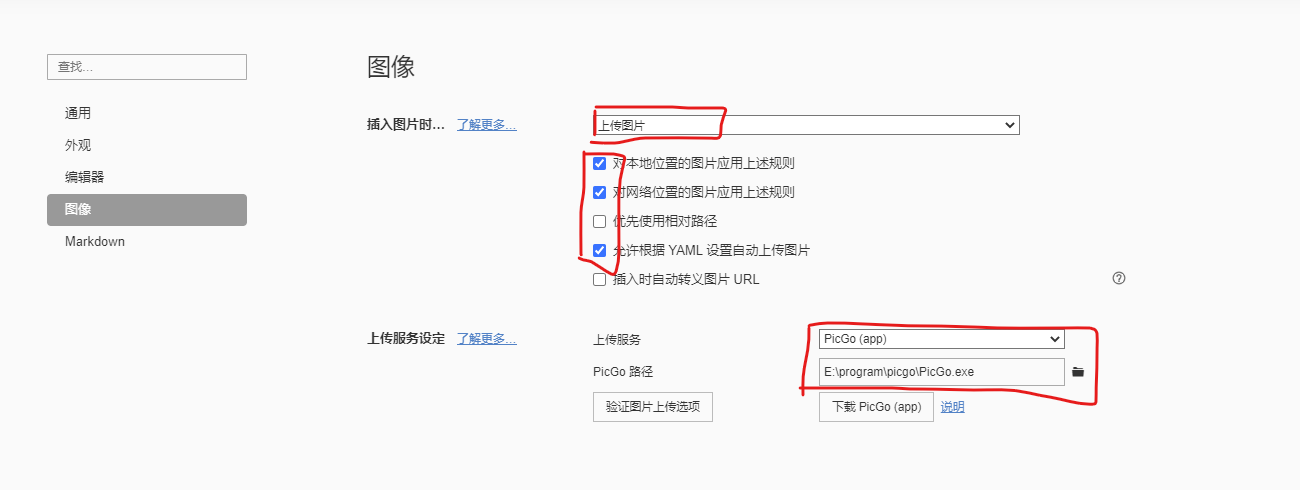 查找...
通用
外观
编辑器
图像
Markdown
图像
插入图片时... 了解更多... 上传图片
对本地位置的图片应用上述规则
对网络位置的图片应用上述规则
优先使用相对路径
允许根据 YAML 设置自动上传图片
插入时自动转义图片 URL
上传服务设定 了解更多... 上传服务 PicGo (app)
PicGo 路径 E:\program\picgo\PicGo.exe
验证图片上传选项 下载 PicGo (app) 说明